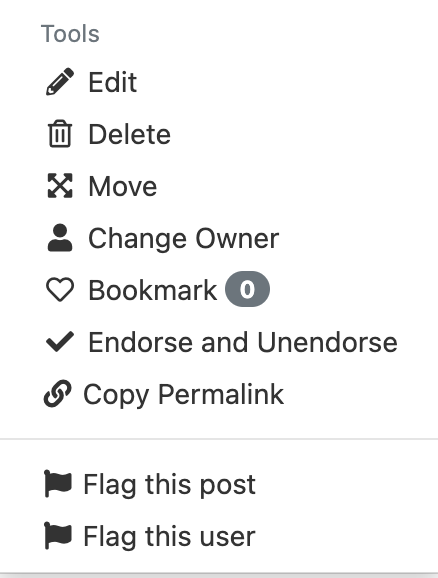 Tools
Edit
Delete
Move
Change Owner
Bookmark 0
Endorse and Unendorse
Copy Permalink
Flag this post
Flag this user